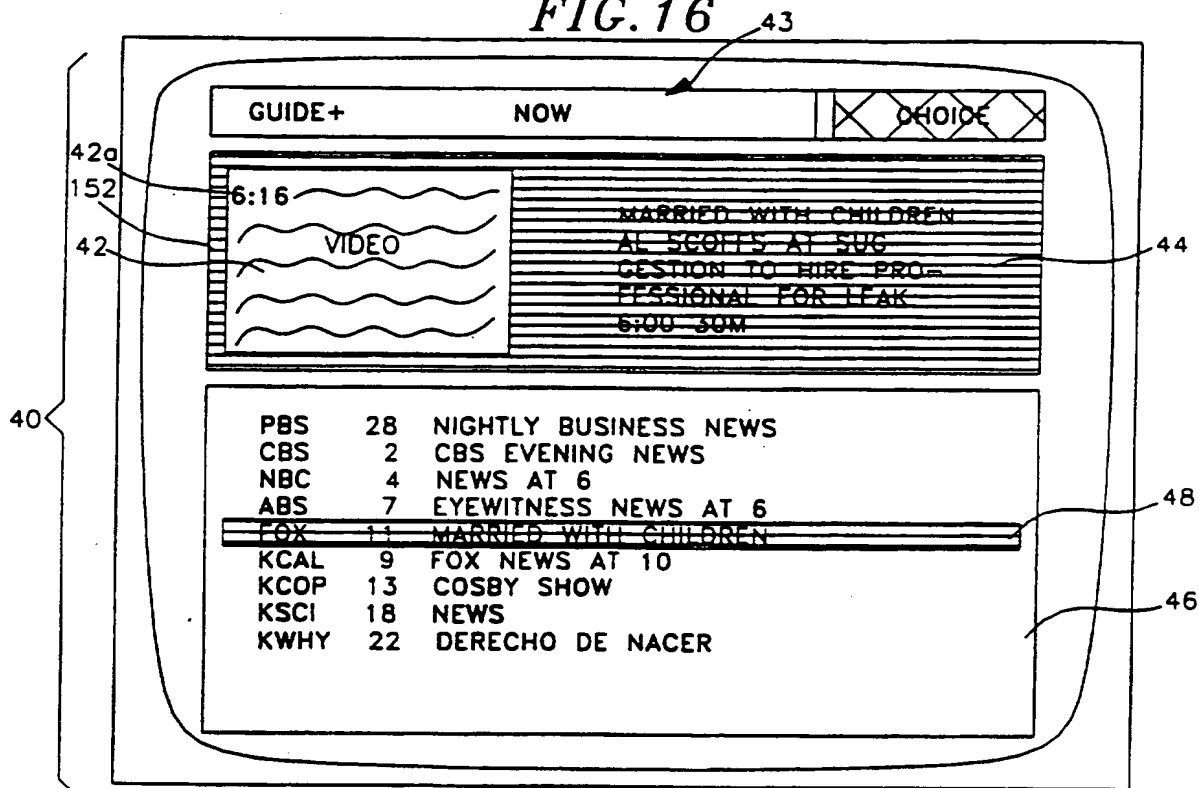 FIG. 16
43
GUIDE+ NOW CHOICE
42a
152
42
6:16
VIDEO
MARRIED WITH CHILDREN
AL SCOFFS AT SUG
GESTION TO HIRE PRO-
FESSIONAL FOR LEAK
6:00 30M
44
40
PBS 28 NIGHTLY BUSINESS NEWS
CBS 2 CBS EVENING NEWS
NBC 4 NEWS AT 6
ABS 7 EYEWITNESS NEWS AT 6
FOX 11 MARRIED WITH CHILDREN
KCAL 9 FOX NEWS AT 10
KCOP 13 COSBY SHOW
KSCI 18 NEWS
KWHY 22 DERECHO DE NACER
48
46